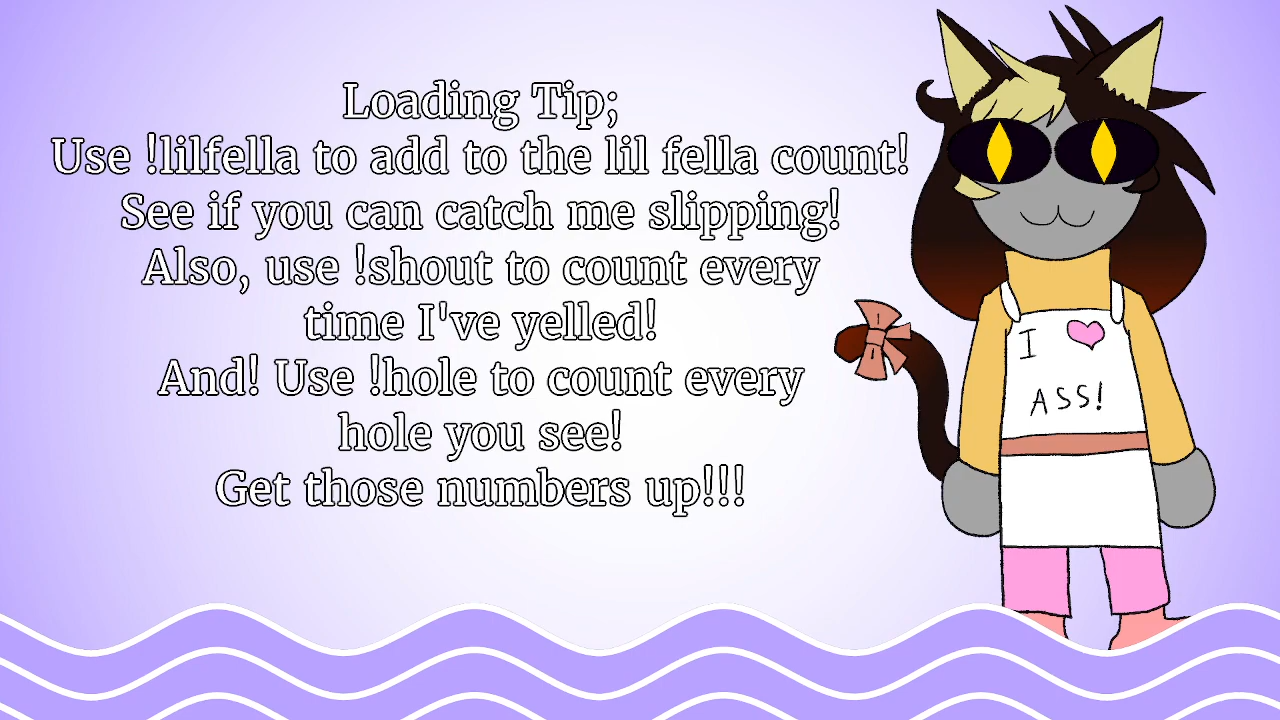 Loading Tip;
Use !lilfella to add to the lil fella count!
See if you can catch me slipping!
Also, use !shout to count every
time I've yelled!
And! Use !hole to count every
hole you see!
Get those numbers up!!!
I
ASS!